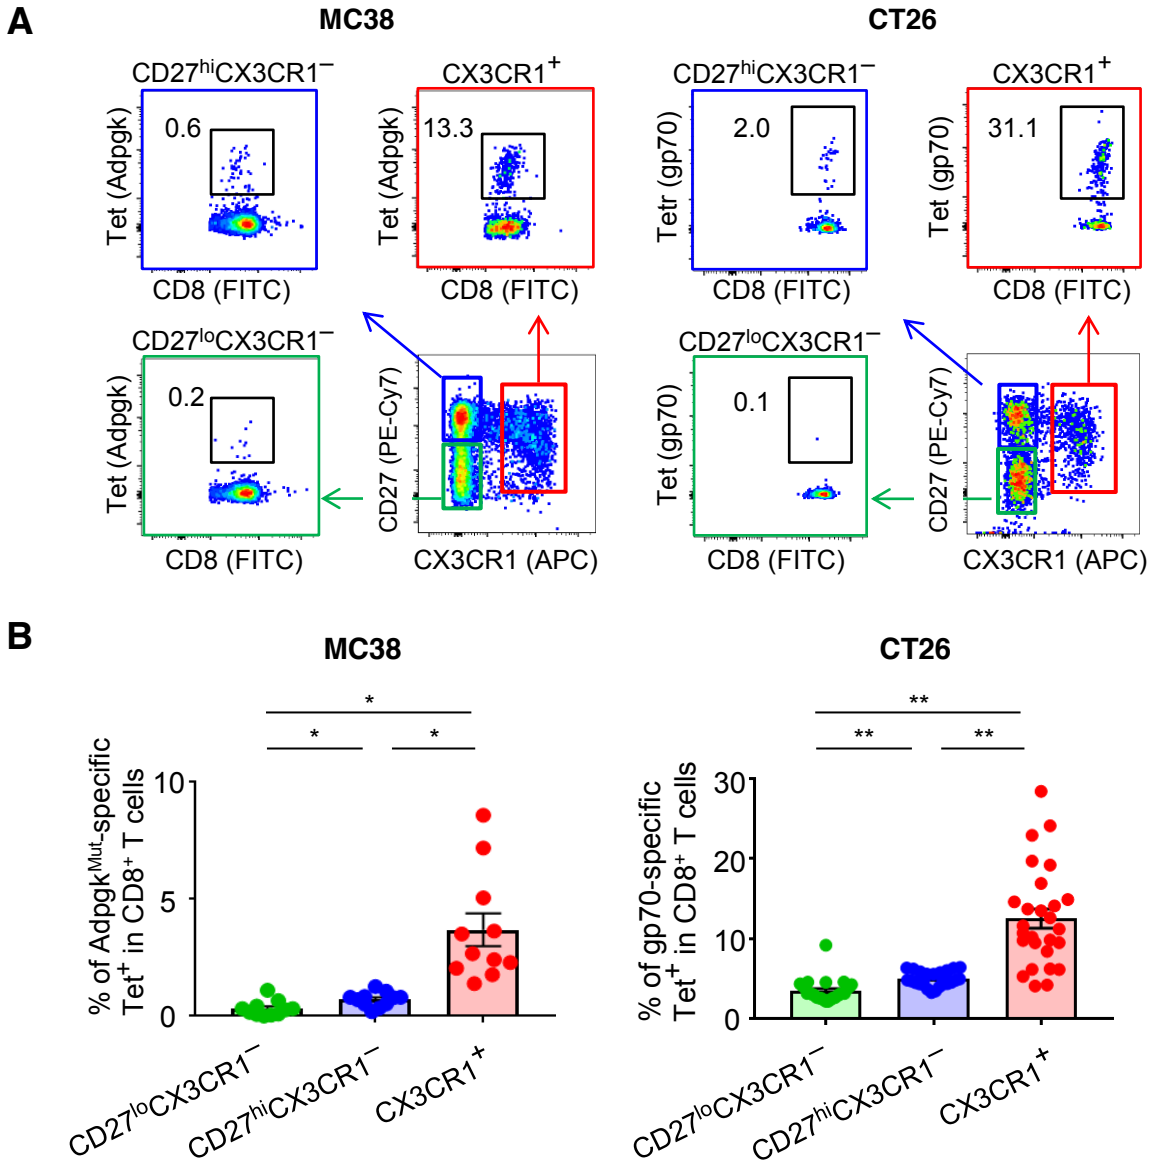 A
MC38
CT26
CD27hiCX3CR1–
CX3CR1+
CD27hiCX3CR1–
CX3CR1+
Tet (Adpgk)
0.6
CD8 (FITC)
Tet (Adpgk)
13.3
CD8 (FITC)
Tetr (gp70)
2.0
CD8 (FITC)
Tet (gp70)
31.1
CD8 (FITC)
CD27loCX3CR1–
CD27loCX3CR1–
Tet (Adpgk)
0.2
CD8 (FITC)
CD27 (PE-Cy7)
CX3CR1 (APC)
Tet (gp70)
0.1
CD8 (FITC)
CD27 (PE-Cy7)
CX3CR1 (APC)
B
MC38
*
*
*
% of AdpgkMut-specific
Tet+ in CD8+ T cells
10
5
0
CD27loCX3CR1–
CD27hiCX3CR1–
CX3CR1+
CT26
**
**
**
% of gp70-specific
Tet+ in CD8+ T cells
30
20
10
0
CD27loCX3CR1–
CD27hiCX3CR1–
CX3CR1+